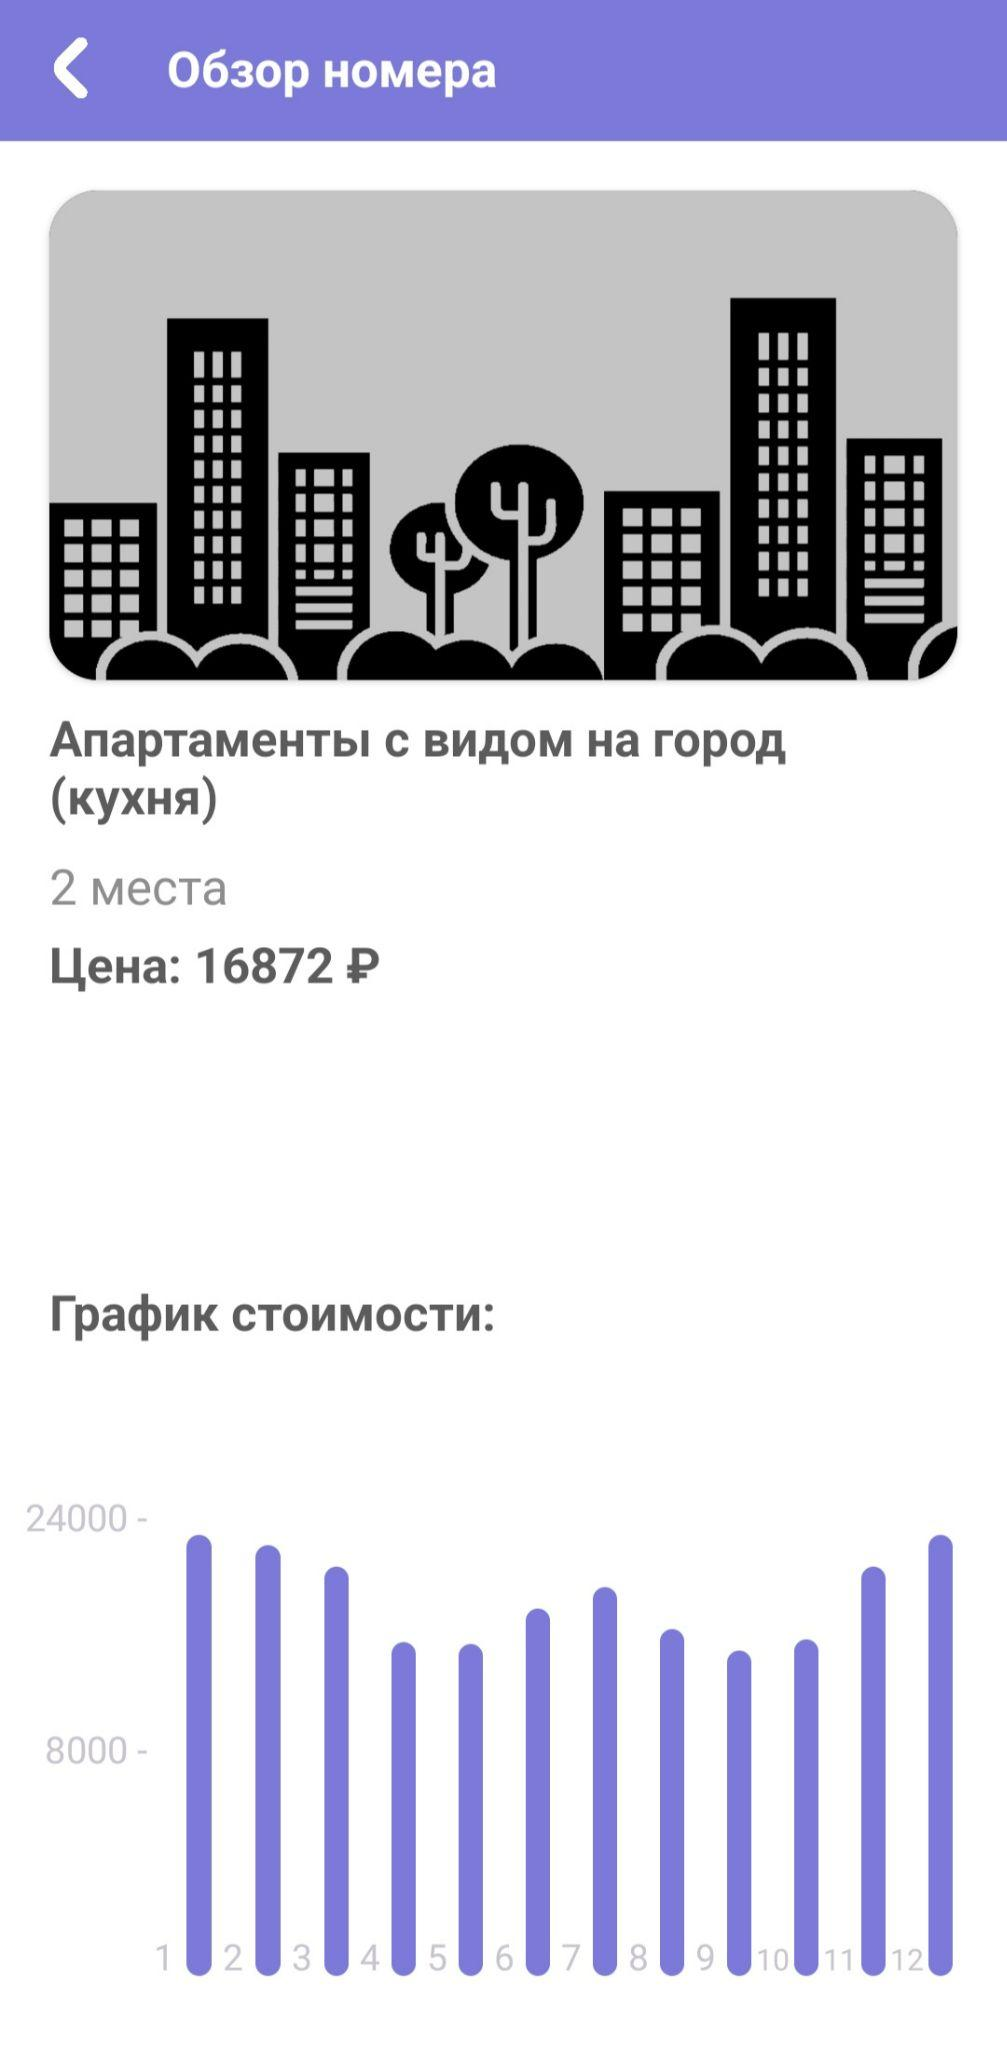 Обзор номера
Апартаменты с видом на город
(кухня)
2 места
Цена: 16872 ₽
График стоимости:
24000 -
8000 -
1 2 3 4 5 6 7 8 9 10 11 12